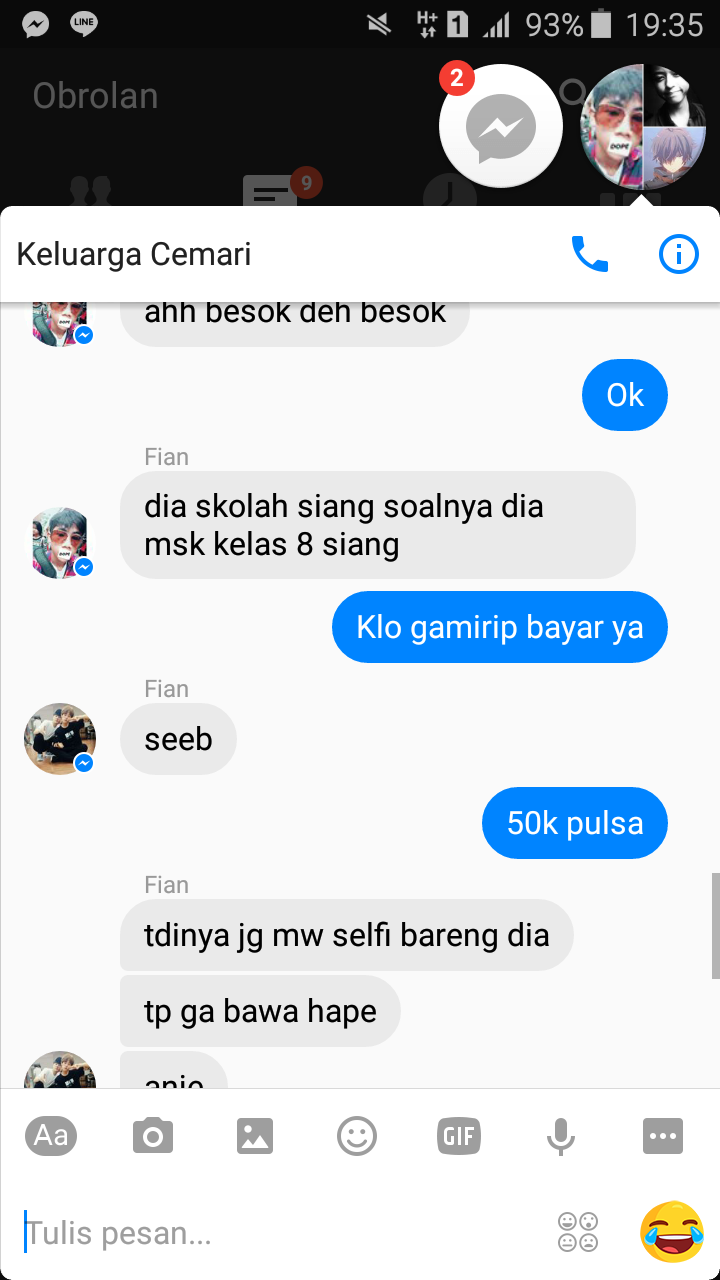 LINE
H+
1
93%
19:35
Obrolan
2
9
DOPE
Keluarga Cemari
ahh besok deh besok
Ok
Fian
dia skolah siang soalnya dia
msk kelas 8 siang
Klo gamirip bayar ya
Fian
seeb
50k pulsa
Fian
tdinya jg mw selfi bareng dia
tp ga bawa hape
Aa
GIF
Tulis pesan...